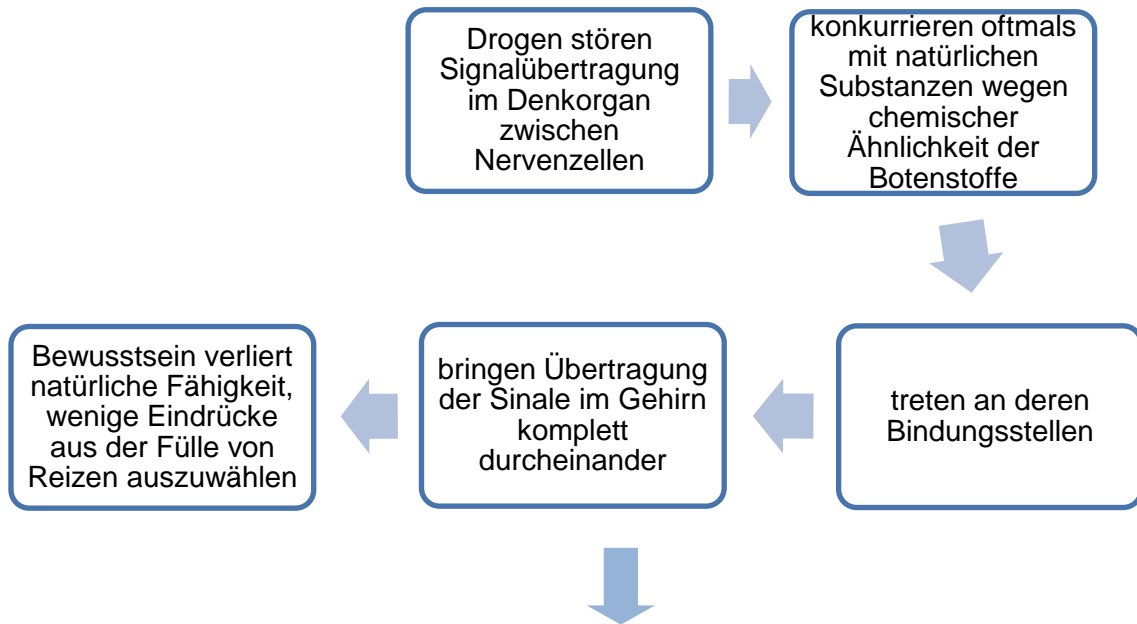 Drogen stören
Signalübertragung
im Denkorgan
zwischen
Nervenzellen
konkurrieren oftmals
mit natürlichen
Substanzen wegen
chemischer
Ähnlichkeit der
Botenstoffe
treten an deren
Bindungsstellen
bringen Übertragung
der Sinale im Gehirn
komplett
durcheinander
Bewusstsein verliert
natürliche Fähigkeit,
wenige Eindrücke
aus der Fülle von
Reizen auszuwählen